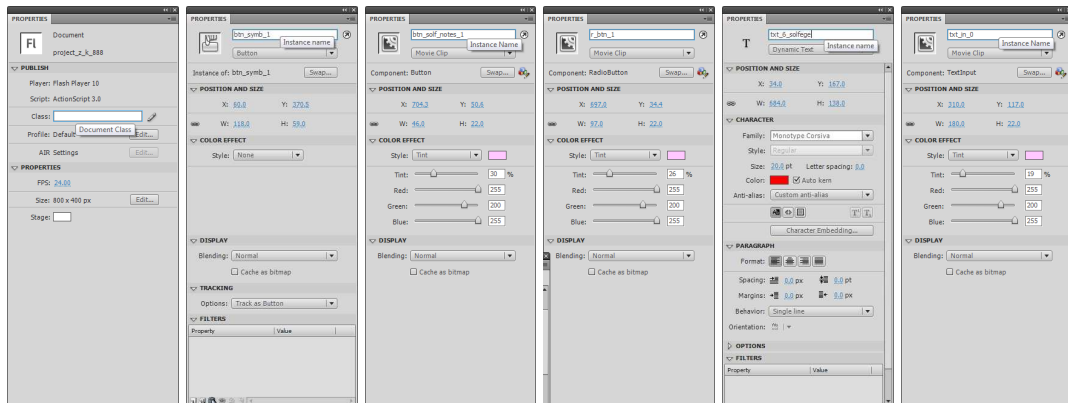 PROPERTIES
Fl
Document
project_z_k_888
PUBLISH
Player: Flash Player 10
Script: ActionScript 3.0
Class:
Document Class
Profile: Default
Edit...
AIR Settings
Edit...
PROPERTIES
FPS: 24.00
Size: 800 x 400 px
Edit...
Stage:
PROPERTIES
btn_symb_1
Instance name
Button
Instance of: btn_symb_1
Swap...
POSITION AND SIZE
X: 60.0 Y: 370.5
W: 118.0 H: 59.0
COLOR EFFECT
Style: None
DISPLAY
Blending: Normal
Cache as bitmap
TRACKING
Options: Track as Button
FILTERS
Property Value
PROPERTIES
btn_solf_notes_1
Instance Name
Movie Clip
Component: Button
Swap...
POSITION AND SIZE
X: 704.3 Y: 50.6
W: 46.0 H: 22.0
COLOR EFFECT
Style: Tint
Tint: 30 %
Red: 255
Green: 200
Blue: 255
DISPLAY
Blending: Normal
Cache as bitmap
PROPERTIES
r_btn_1
Instance Name
Movie Clip
Component: RadioButton
Swap...
POSITION AND SIZE
X: 697.0 Y: 34.4
W: 97.0 H: 22.0
COLOR EFFECT
Style: Tint
Tint: 26 %
Red: 255
Green: 200
Blue: 255
DISPLAY
Blending: Normal
Cache as bitmap
PROPERTIES
T
txt_6_solfege
Instance name
Dynamic Text
POSITION AND SIZE
X: 34.0 Y: 167.0
W: 684.0 H: 138.0
CHARACTER
Family: Monotype Corsiva
Style: Regular
Size: 20.0 pt Letter spacing: 0.0
Color: Auto kern
Anti-alias: Custom anti-alias
Character Embedding...
PARAGRAPH
Format:
Spacing: 0.0 px 0.0 pt
Margins: 0.0 px 0.0 px
Behavior: Single line
Orientation:
OPTIONS
FILTERS
Property Value
PROPERTIES
txt_in_0
Instance Name
Movie Clip
Component: TextInput
Swap...
POSITION AND SIZE
X: 310.0 Y: 117.0
W: 180.0 H: 22.0
COLOR EFFECT
Style: Tint
Tint: 19 %
Red: 255
Green: 200
Blue: 255
DISPLAY
Blending: Normal
Cache as bitmap